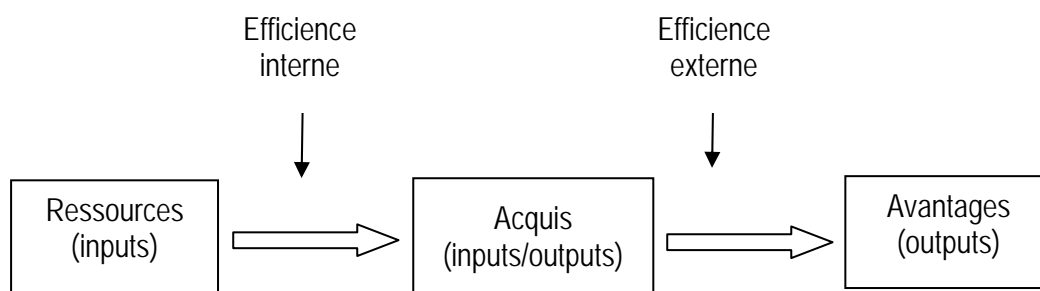 Efficience
interne
Efficience
externe
Ressources
(inputs)
Acquis
(inputs/outputs)
Avantages
(outputs)